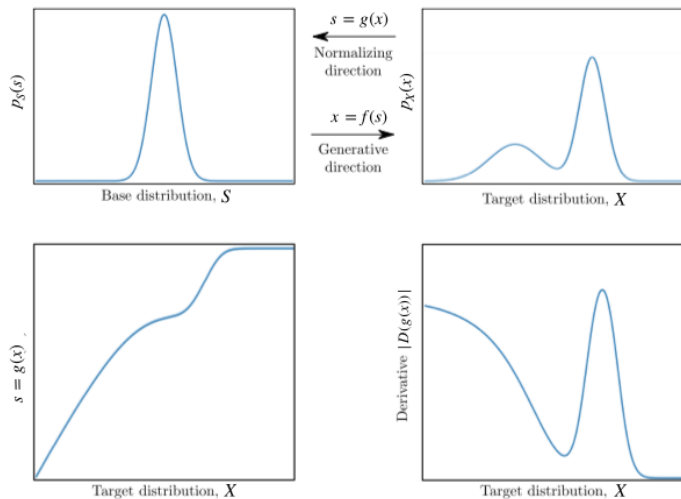 s = g(x)
Normalizing
direction
x = f(s)
Generative
direction
p_S(s)
Base distribution, S
p_X(x)
Target distribution, X
s = g(x)
Target distribution, X
Derivative |D(g(x))|
Target distribution, X